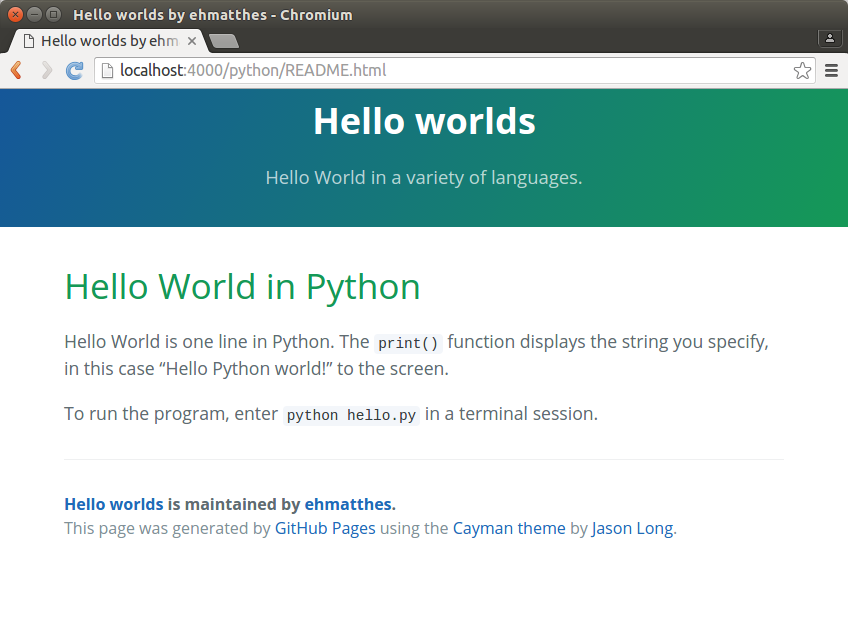 Hello worlds by ehmatthes - Chromium
Hello worlds by ehm
localhost:4000/python/README.html
Hello worlds
Hello World in a variety of languages.
Hello World in Python
Hello World is one line in Python. The print() function displays the string you specify,
in this case “Hello Python world!” to the screen.
To run the program, enter python hello.py in a terminal session.
Hello worlds is maintained by ehmatthes.
This page was generated by GitHub Pages using the Cayman theme by Jason Long.